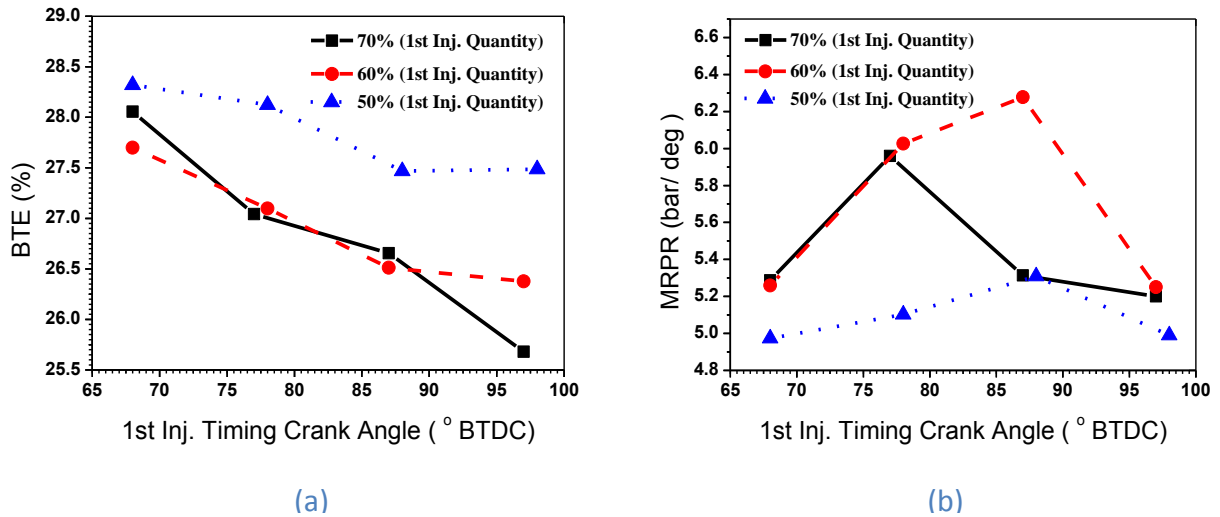 29.0
28.5
28.0
27.5
27.0
26.5
26.0
25.5
BTE (%)
70% (1st Inj. Quantity)
60% (1st Inj. Quantity)
50% (1st Inj. Quantity)
65 70 75 80 85 90 95 100
1st Inj. Timing Crank Angle ( ° BTDC)
(a)
6.6
6.4
6.2
6.0
5.8
5.6
5.4
5.2
5.0
4.8
MRPR (bar/ deg )
70% (1st Inj. Quantity)
60% (1st Inj. Quantity)
50% (1st Inj. Quantity)
65 70 75 80 85 90 95 100
1st Inj. Timing Crank Angle ( ° BTDC)
(b)